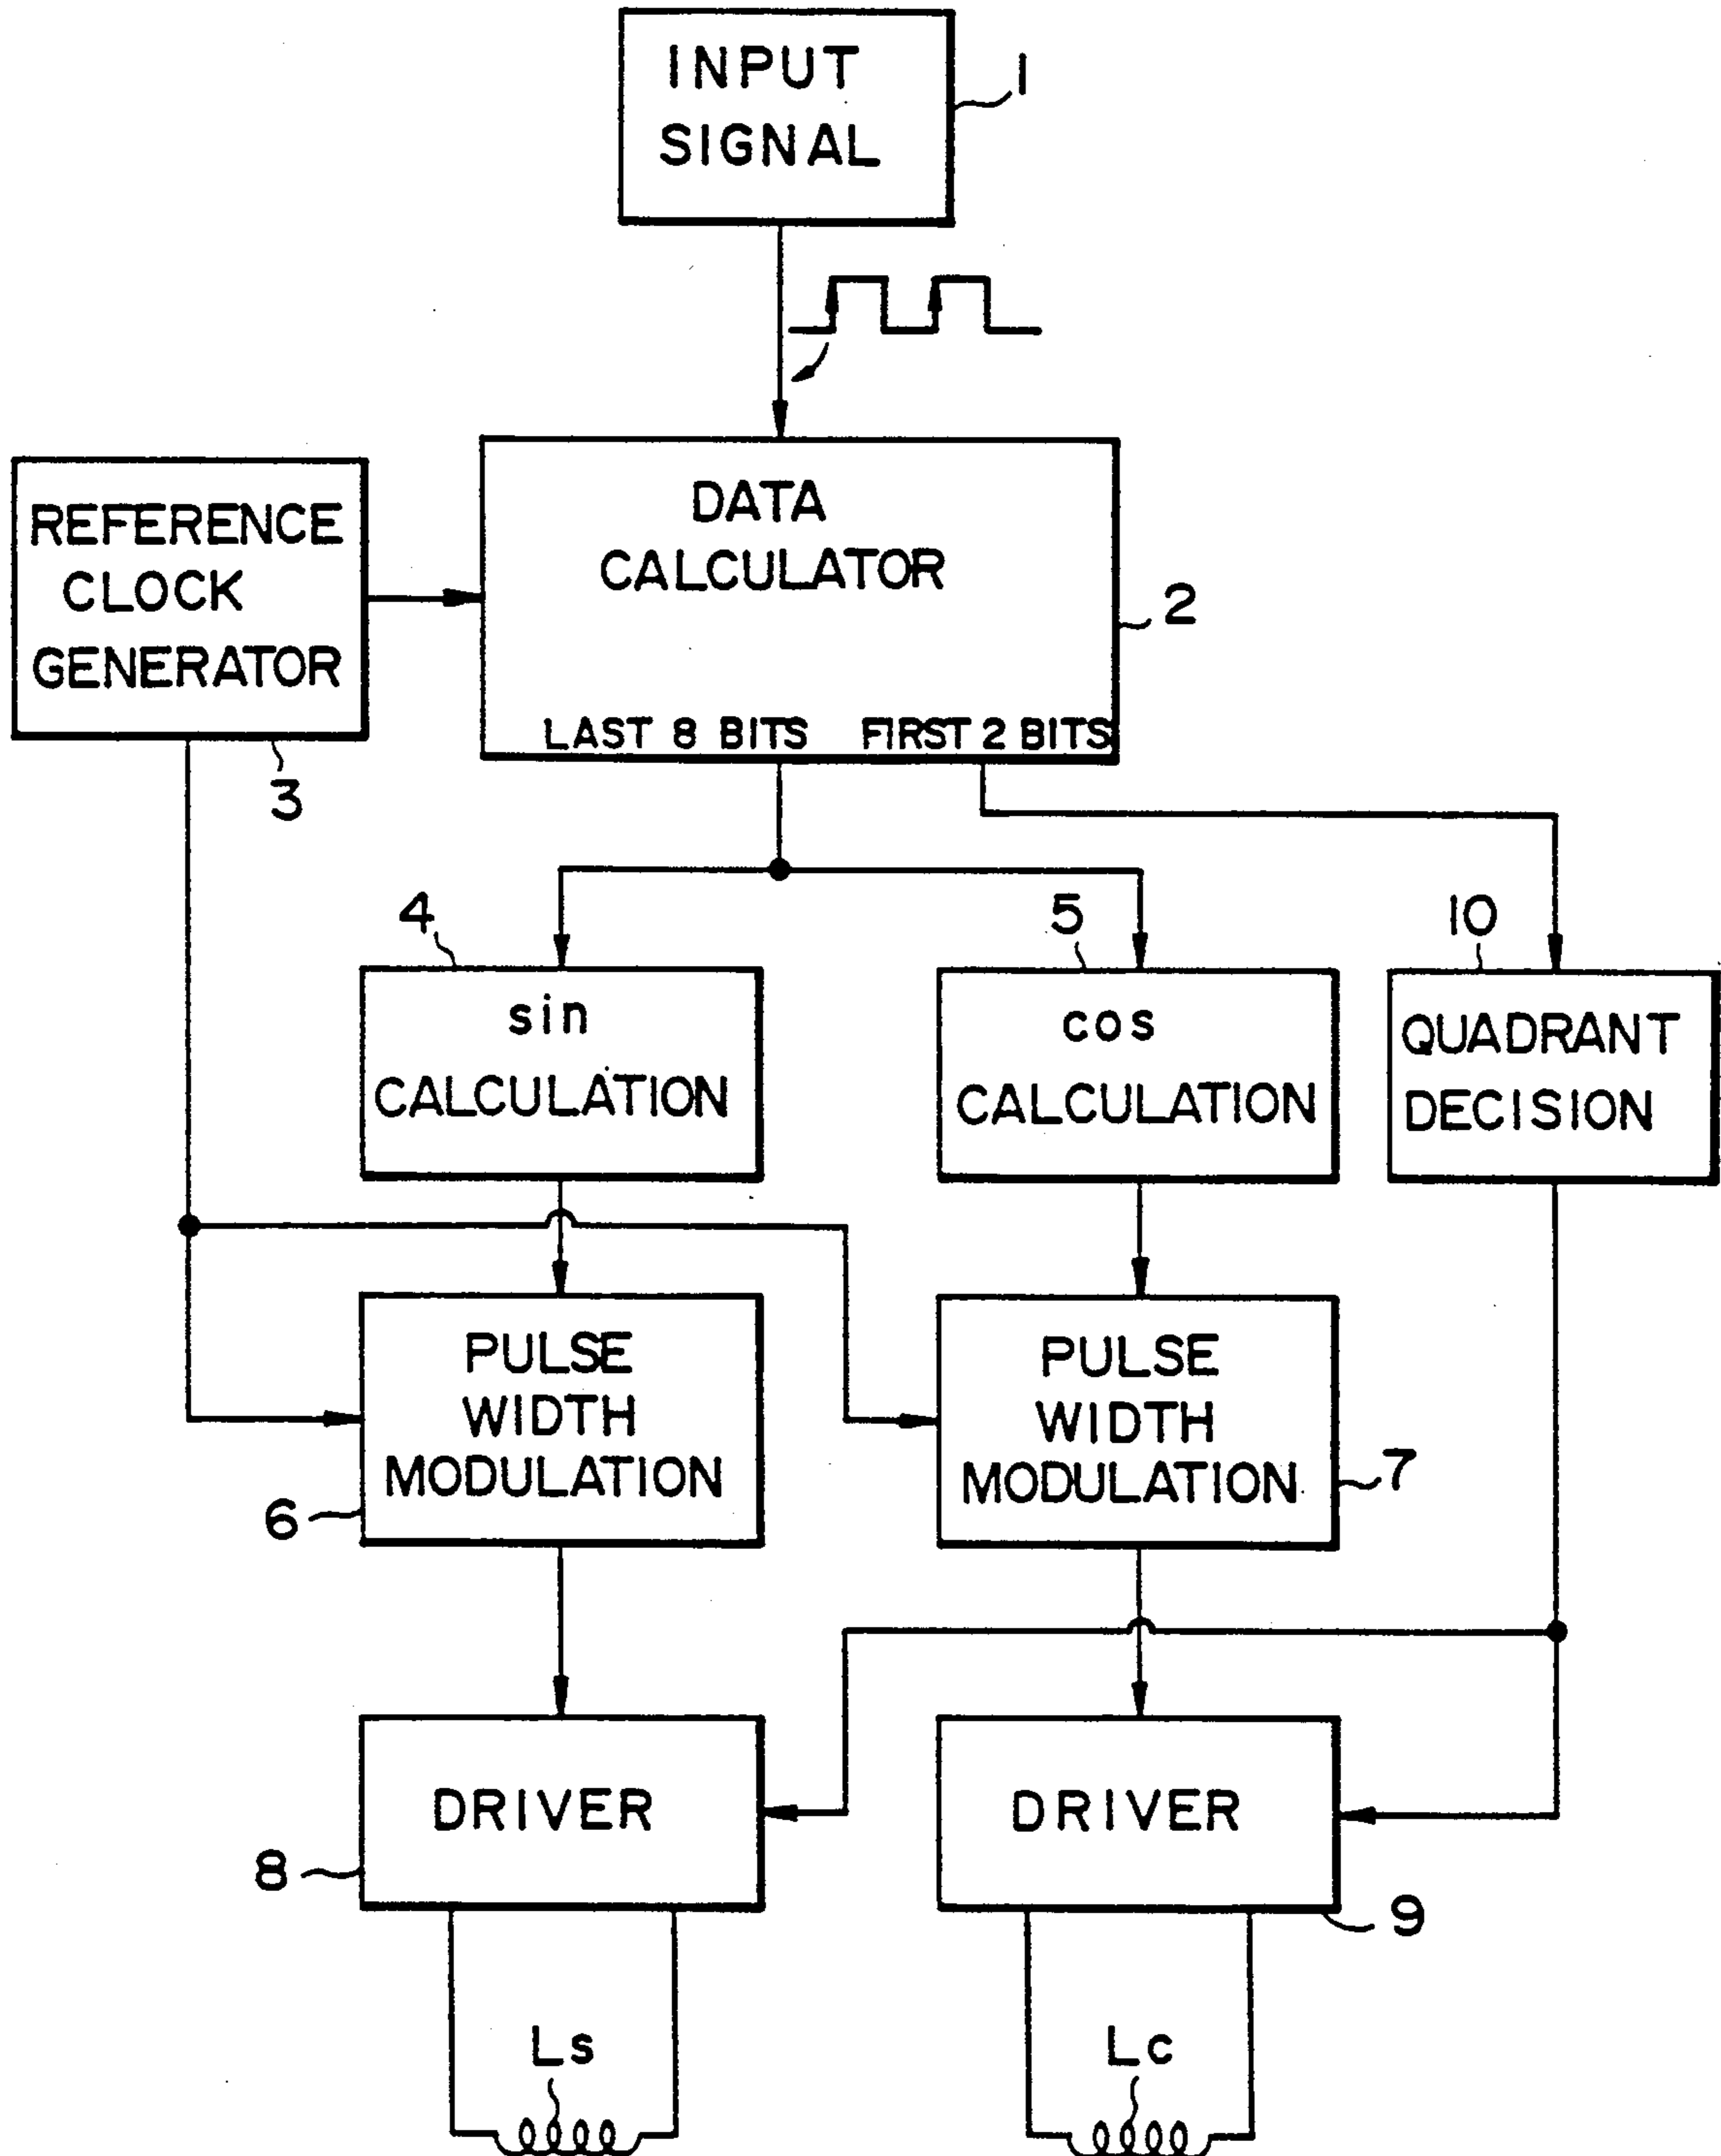 INPUT
SIGNAL
1
REFERENCE
CLOCK
GENERATOR
3
DATA
CALCULATOR
2
LAST 8 BITS FIRST 2 BITS
4
sin
CALCULATION
5
cos
CALCULATION
10
QUADRANT
DECISION
PULSE
WIDTH
MODULATION
6
PULSE
WIDTH
MODULATION
7
DRIVER
8
DRIVER
9
Ls
Lc